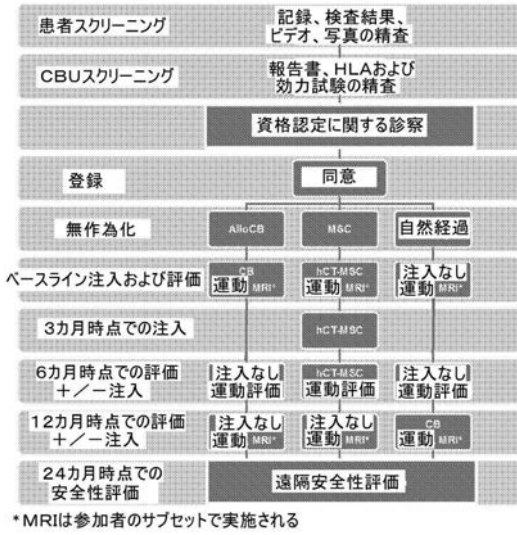 患者スクリーニング
記録、検査結果、
ビデオ、写真の精査
CBUスクリーニング
報告書、HLAおよび
効力試験の精査
資格認定に関する診察
登録
同意
無作為化
AlloCB
MSC
自然経過
ベースライン注入および評価
CB
運動 MRI*
hCT-MSC
運動 MRI*
注入なし
運動 MRI*
3カ月時点での注入
hCT-MSC
6カ月時点での評価
+/-注入
注入なし
運動評価
hCT-MSC
運動評価
注入なし
運動評価
12カ月時点での評価
+/-注入
注入なし
運動 MRI*
注入なし
運動 MRI*
CB
運動 MRI*
24カ月時点での
安全性評価
遠隔安全性評価
*MRIは参加者のサブセットで実施される